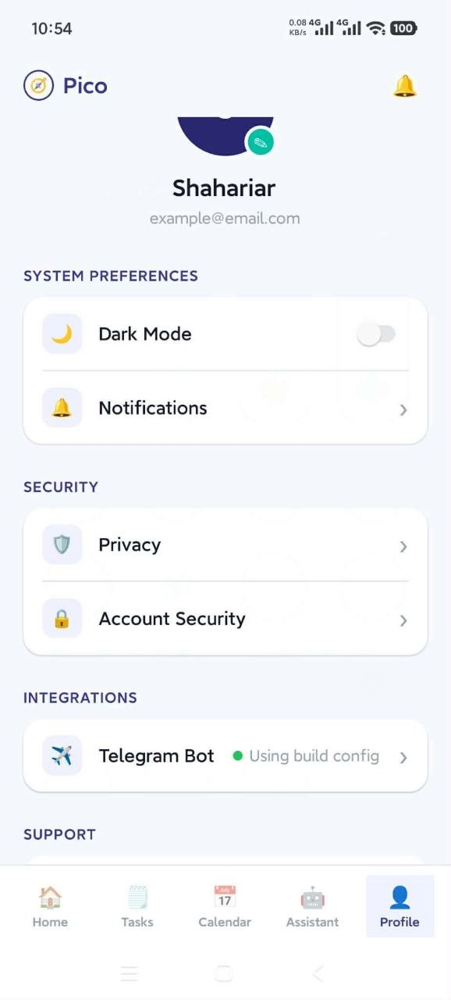 10:54
0.08 KB/s 4G 4G 100
Pico
Shahariar
example@email.com
SYSTEM PREFERENCES
Dark Mode
Notifications
SECURITY
Privacy
Account Security
INTEGRATIONS
Telegram Bot Using build config
SUPPORT
July
17
Home Tasks Calendar Assistant Profile